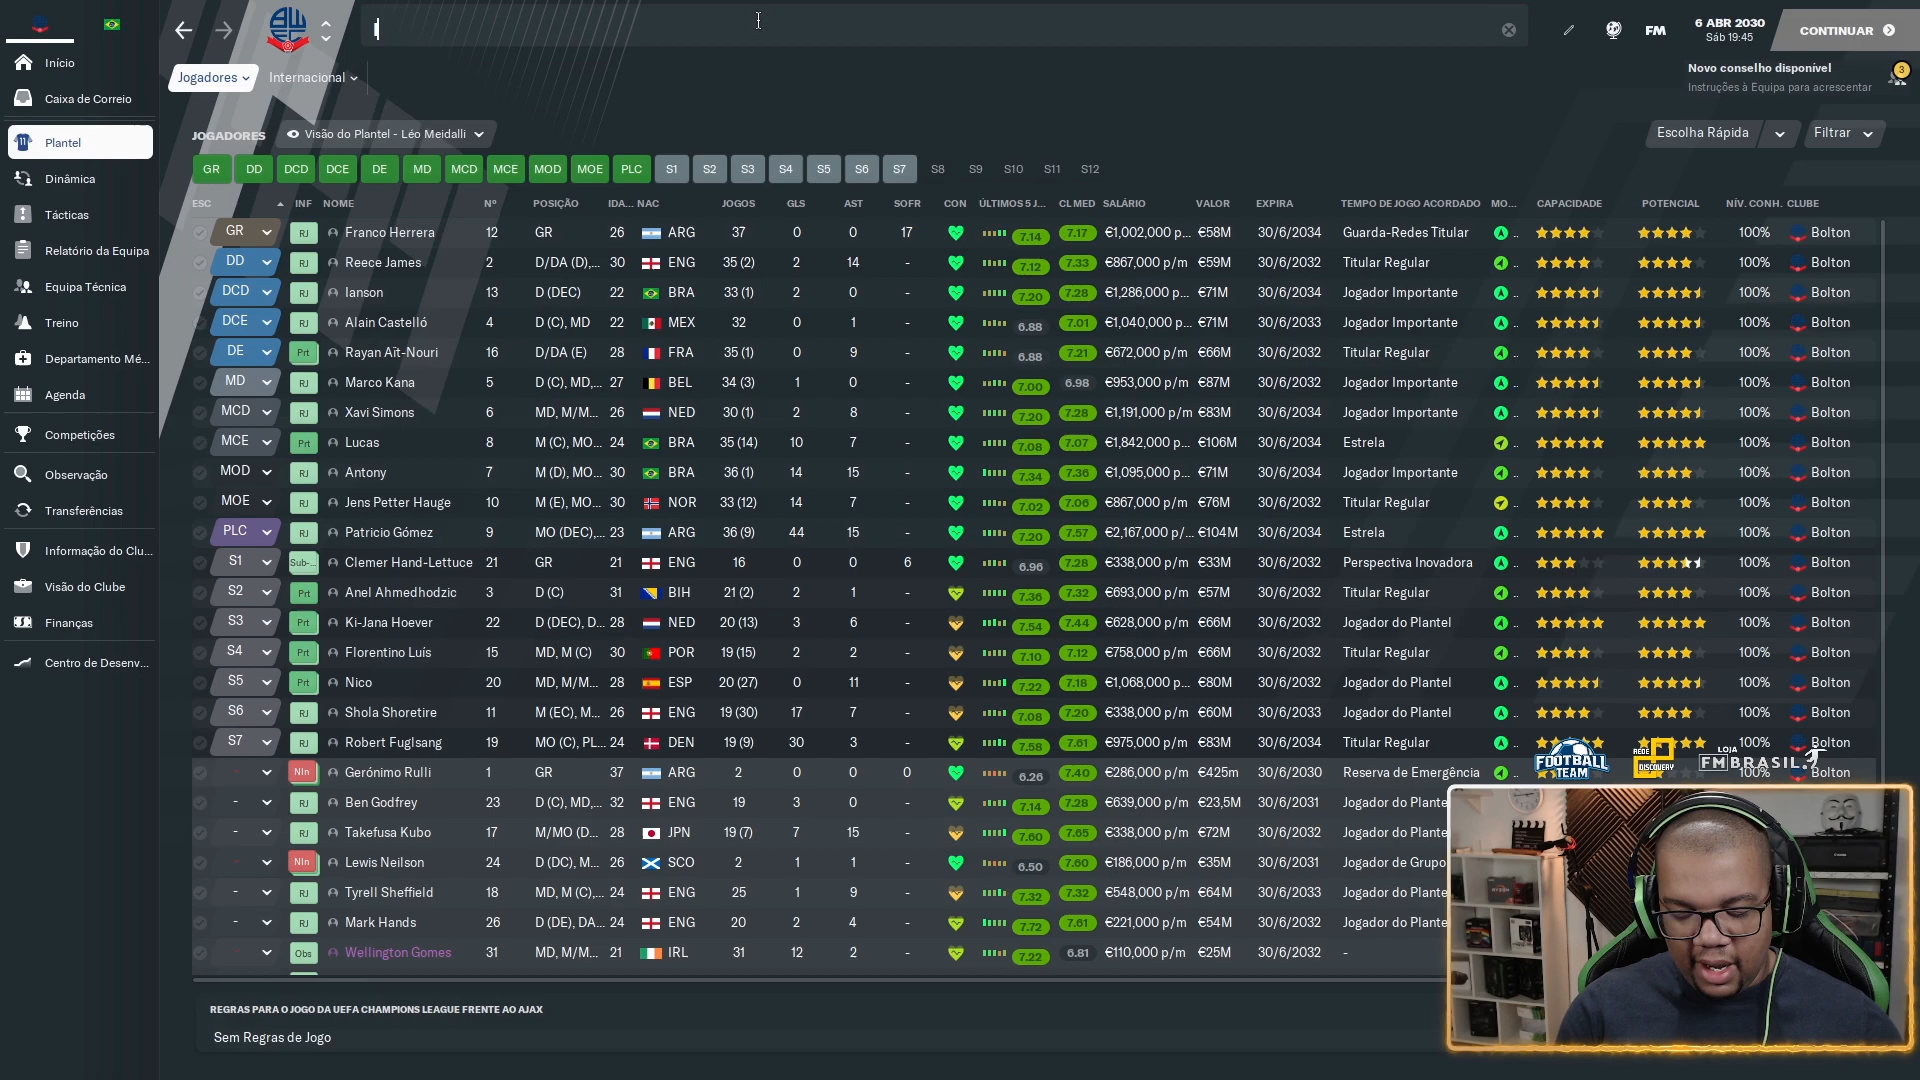 6 ABR 2030
Sáb 19:45
FM
CONTINUAR
Início
Jogadores
Internacional
Novo conselho disponível
Instruções à Equipa para acrescentar
3
Caixa de Correio
JOGADORES
Visão do Plantel - Léo Meidalli
Escolha Rápida
Filtrar
Plantel
GR DD DCD DCE DE MD MCD MCE MOD MOE PLC S1 S2 S3 S4 S5 S6 S7 S8 S9 S10 S11 S12
Dinâmica
Tácticas
Relatório da Equipa
Equipa Técnica
Treino
Departamento Mé...
Agenda
Competições
Observação
Transferências
Informação do Clu...
Visão do Clube
Finanças
Centro de Desenv...
ESC INF NOME Nº POSIÇÃO IDA... NAC JOGOS GLS AST SOFR CON ÚLTIMOS 5 J... CL MED SALÁRIO VALOR EXPIRA TEMPO DE JOGO ACORDADO MO... CAPACIDADE POTENCIAL NÍV. CONH. CLUBE
GR RJ Franco Herrera 12 GR 26 ARG 37 0 0 17 7.14 7.17 €1,002,000 p... €58M 30/6/2034 Guarda-Redes Titular .. 100% Bolton
DD RJ Reece James 2 D/DA (D),... 30 ENG 35 (2) 2 14 - 7.12 7.33 €867,000 p/m €59M 30/6/2032 Titular Regular .. 100% Bolton
DCD RJ Ianson 13 D (DEC) 22 BRA 33 (1) 2 0 - 7.20 7.28 €1,286,000 p... €71M 30/6/2034 Jogador Importante .. 100% Bolton
DCE RJ Alain Castelló 4 D (C), MD 22 MEX 32 0 1 - 6.88 7.01 €1,040,000 p... €71M 30/6/2033 Jogador Importante .. 100% Bolton
DE Prt Rayan Aït-Nouri 16 D/DA (E) 28 FRA 35 (1) 0 9 - 6.88 7.21 €672,000 p/m €66M 30/6/2032 Titular Regular .. 100% Bolton
MD RJ Marco Kana 5 D (C), MD,... 27 BEL 34 (3) 1 0 - 7.00 6.98 €953,000 p/m €87M 30/6/2032 Jogador Importante .. 100% Bolton
MCD RJ Xavi Simons 6 MD, M/M... 26 NED 30 (1) 2 8 - 7.20 7.28 €1,191,000 p/m €83M 30/6/2034 Jogador Importante .. 100% Bolton
MCE Prt Lucas 8 M (C), MO... 24 BRA 35 (14) 10 7 - 7.08 7.07 €1,842,000 p... €106M 30/6/2034 Estrela .. 100% Bolton
MOD RJ Antony 7 M (D), MO... 30 BRA 36 (1) 14 15 - 7.34 7.36 €1,095,000 p/m €71M 30/6/2034 Jogador Importante .. 100% Bolton
MOE RJ Jens Petter Hauge 10 M (E), MO... 30 NOR 33 (12) 14 7 - 7.02 7.06 €867,000 p/m €76M 30/6/2032 Titular Regular .. 100% Bolton
PLC RJ Patricio Gómez 9 MO (DEC),... 23 ARG 36 (9) 44 15 - 7.20 7.57 €2,167,000 p/... €104M 30/6/2034 Estrela .. 100% Bolton
S1 Sub-... Clemer Hand-Lettuce 21 GR 21 ENG 16 0 0 6 6.96 7.28 €338,000 p/m €33M 30/6/2032 Perspectiva Inovadora .. 100% Bolton
S2 Prt Anel Ahmedhodzic 3 D (C) 31 BIH 21 (2) 2 1 - 7.36 7.32 €693,000 p/m €57M 30/6/2032 Titular Regular .. 100% Bolton
S3 Prt Ki-Jana Hoever 22 D (DEC), D... 28 NED 20 (13) 3 6 - 7.54 7.44 €628,000 p/m €66M 30/6/2032 Jogador do Plantel .. 100% Bolton
S4 Prt Florentino Luís 15 MD, M (C) 30 POR 19 (15) 2 2 - 7.10 7.12 €758,000 p/m €66M 30/6/2032 Titular Regular .. 100% Bolton
S5 Prt Nico 20 MD, M/M... 28 ESP 20 (27) 0 11 - 7.22 7.18 €1,068,000 p... €80M 30/6/2032 Jogador do Plantel .. 100% Bolton
S6 RJ Shola Shoretire 11 M (EC), M... 26 ENG 19 (30) 17 7 - 7.08 7.20 €338,000 p/m €60M 30/6/2033 Jogador do Plantel .. 100% Bolton
S7 RJ Robert Fuglsang 19 MO (C), PL... 24 DEN 19 (9) 30 3 - 7.58 7.61 €975,000 p/m €83M 30/6/2034 Titular Regular .. 100% Bolton
- NIn Gerónimo Rulli 1 GR 37 ARG 2 0 0 0 6.26 7.40 €286,000 p/m €425m 30/6/2030 Reserva de Emergência .. 100% Bolton
- RJ Ben Godfrey 23 D (C), MD,... 32 ENG 19 3 0 - 7.14 7.28 €639,000 p/m €23,5M 30/6/2031 Jogador do Plante
- RJ Takefusa Kubo 17 M/MO (D... 28 JPN 19 (7) 7 15 - 7.60 7.65 €338,000 p/m €72M 30/6/2032 Jogador do Plante
- NIn Lewis Neilson 24 D (DC), M... 26 SCO 2 1 1 - 6.50 7.60 €186,000 p/m €35M 30/6/2031 Jogador de Grupo
- RJ Tyrell Sheffield 18 MD, M (C),... 24 ENG 25 1 9 - 7.32 7.32 €548,000 p/m €64M 30/6/2033 Jogador do Plante
- RJ Mark Hands 26 D (DE), DA... 24 ENG 20 2 4 - 7.72 7.61 €221,000 p/m €54M 30/6/2032 Jogador do Plante
- Obs Wellington Gomes 31 MD, M/M... 21 IRL 31 12 2 - 7.22 6.81 €110,000 p/m €25M 30/6/2032 -
FOOTBALL TEAM
REDE DISCOVERY
LOJA FMBRASIL
REGRAS PARA O JOGO DA UEFA CHAMPIONS LEAGUE FRENTE AO AJAX
Sem Regras de Jogo